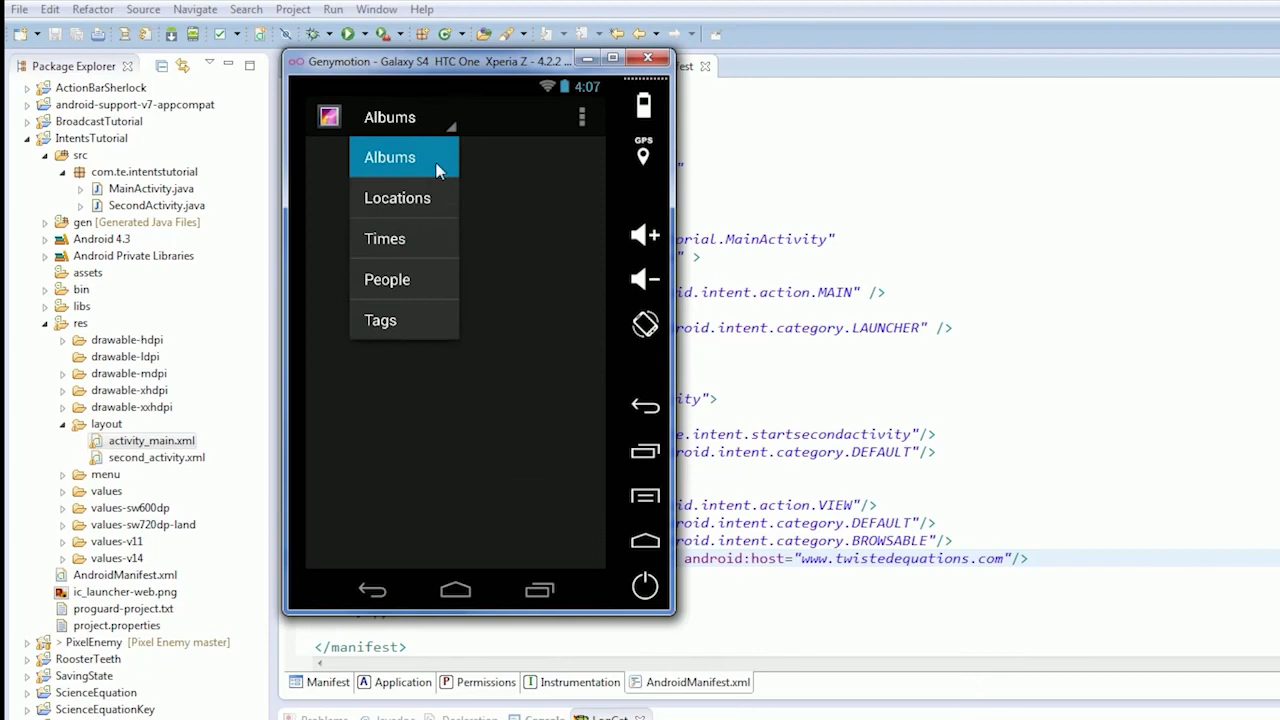 File Edit Refactor Source Navigate Search Project Run Window Help
Package Explorer
ActionBarSherlock
android-support-v7-appcompat
BroadcastTutorial
IntentsTutorial
src
com.te.intentstutorial
MainActivity.java
SecondActivity.java
gen [Generated Java Files]
Android 4.3
Android Private Libraries
assets
bin
libs
res
drawable-hdpi
drawable-ldpi
drawable-mdpi
drawable-xhdpi
drawable-xxhdpi
layout
activity_main.xml
second_activity.xml
menu
values
values-sw600dp
values-sw720dp-land
values-v11
values-v14
AndroidManifest.xml
ic_launcher-web.png
proguard-project.txt
project.properties
> PixelEnemy [Pixel Enemy master]
RoosterTeeth
SavingState
ScienceEquation
ScienceEquationKey
Genymotion - Galaxy S4 HTC One Xperia Z - 4.2.2 ...
4:07
Albums
Albums
Locations
Times
People
Tags
GPS
fest
"
orial.MainActivity"
" >
id.intent.action.MAIN" />
roid.intent.category.LAUNCHER" />
ity">
e.intent.startsecondactivity"/>
roid.intent.category.DEFAULT"/>
roid.intent.action.VIEW"/>
roid.intent.category.DEFAULT"/>
roid.intent.category.BROWSABLE"/>
android:host="www.twistedequations.com"/>
</manifest>
Manifest A Application P Permissions I Instrumentation AndroidManifest.xml
Problems Javadoc Declaration Console LogCat